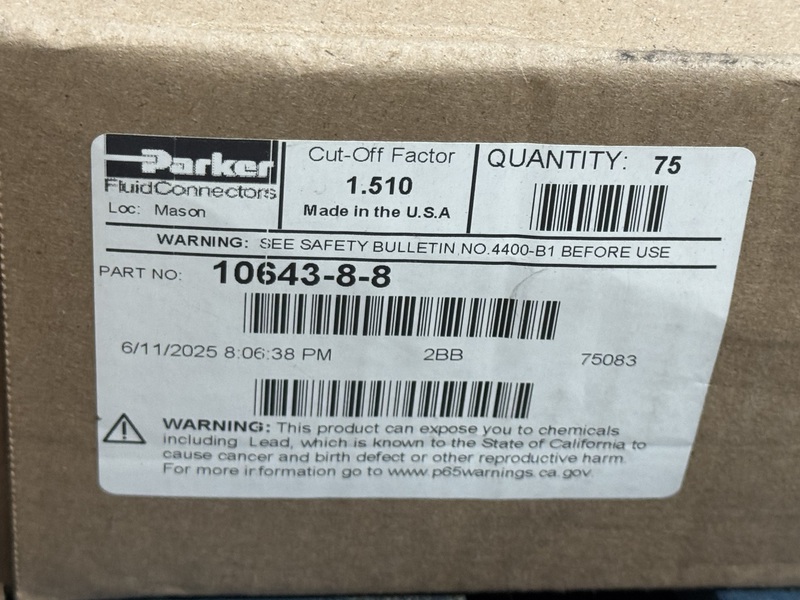 Parker
FluidConnectors
Loc: Mason
Cut-Off Factor
1.510
Made in the U.S.A
QUANTITY: 75
WARNING: SEE SAFETY BULLETIN NO.4400-B1 BEFORE USE
PART NO: 10643-8-8
6/11/2025 8:06:38 PM 2BB 75083
WARNING: This product can expose you to chemicals
including Lead, which is known to the State of California to
cause cancer and birth defect or other reproductive harm.
For more information go to www.p65warnings.ca.gov.